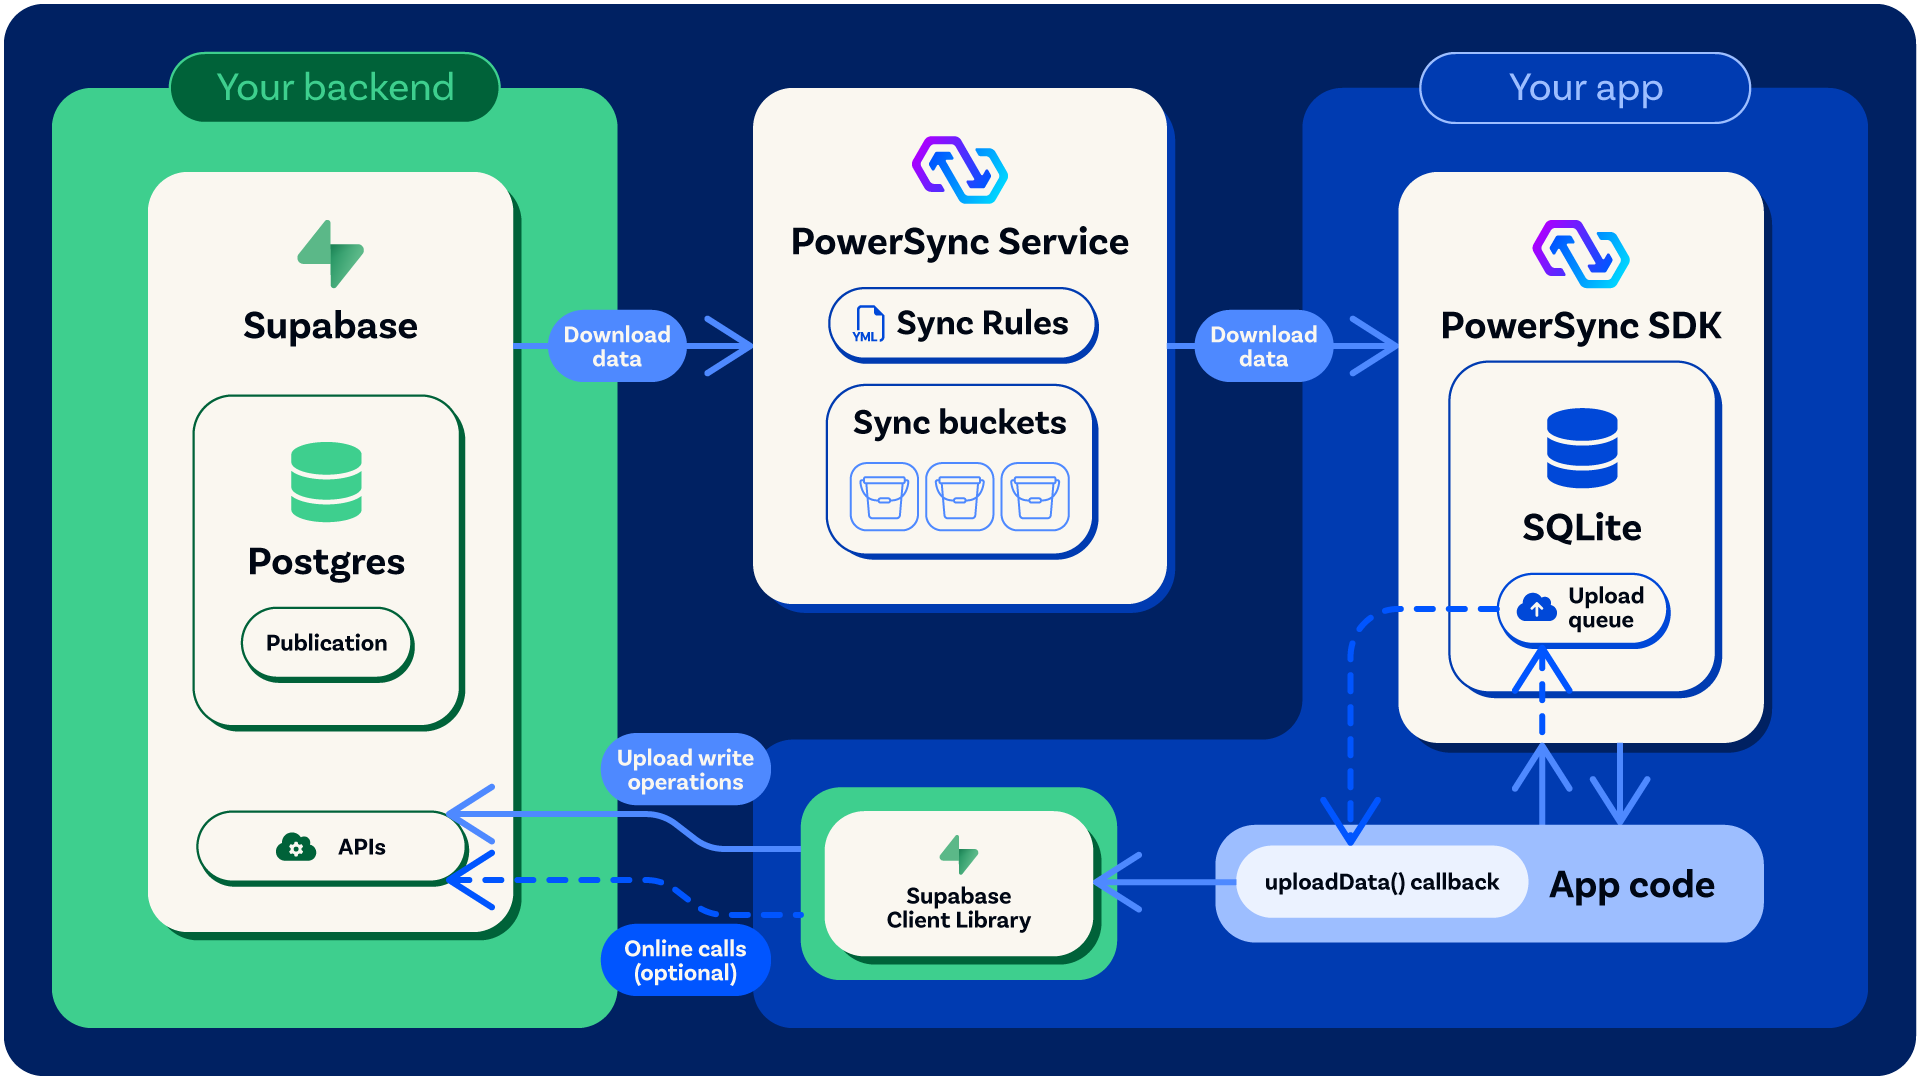 Your backend
Supabase
Postgres
Publication
APIs
Download
data
PowerSync Service
YML
Sync Rules
Sync buckets
Download
data
Your app
PowerSync SDK
SQLite
Upload
queue
Upload write
operations
Online calls
(optional)
Supabase
Client Library
uploadData() callback
App code